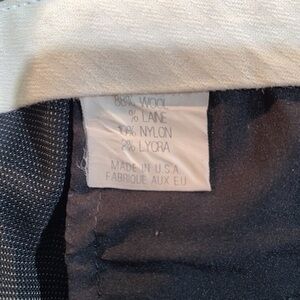 88% WOOL
% LAINE
10% NYLON
2% LYCRA
MADE IN U.S.A.
FABRIQUE AUX EU